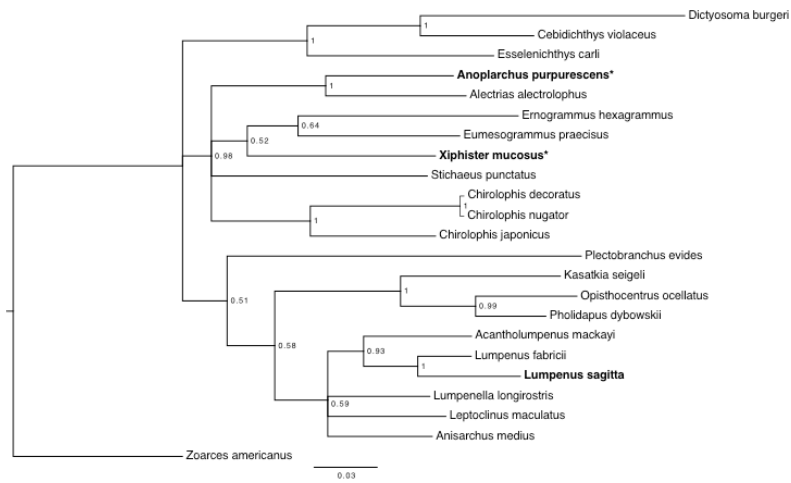 Dictyosoma burgeri
1
Cebidichthys violaceus
1
Esselenichthys carli
Anoplarchus purpurescens*
1
Alectrias alectrolophus
Ernogrammus hexagrammus
0.64
Eumesogrammus praecisus
0.52
0.98
Xiphister mucosus*
Stichaeus punctatus
Chirolophis decoratus
1
Chirolophis nugator
1
Chirolophis japonicus
Plectobranchus evides
Kasatkia seigeli
1
Opisthocentrus ocellatus
0.51
0.99
Pholidapus dybowskii
Acantholumpenus mackayi
0.58
0.93
Lumpenus fabricii
1
Lumpenus sagitta
Lumpenella longirostris
0.59
Leptoclinus maculatus
Anisarchus medius
Zoarces americanus
0.03